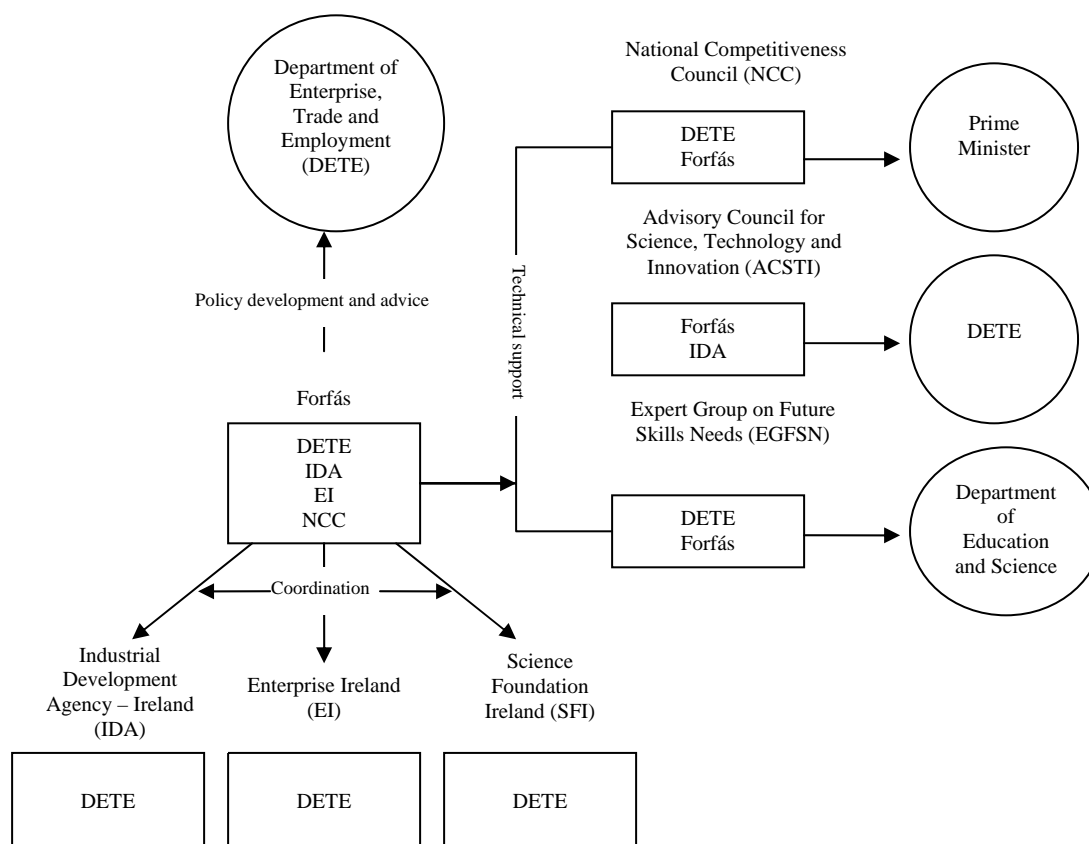 Department of
Enterprise,
Trade and
Employment
(DETE)
Policy development and advice
Forfás
DETE
IDA
EI
NCC
Coordination
Industrial
Development
Agency – Ireland
(IDA)
DETE
Enterprise Ireland
(EI)
DETE
Science
Foundation
Ireland (SFI)
DETE
Technical support
National Competitiveness
Council (NCC)
DETE
Forfás
Prime
Minister
Advisory Council for
Science, Technology and
Innovation (ACSTI)
Forfás
IDA
DETE
Expert Group on Future
Skills Needs (EGFSN)
DETE
Forfás
Department
of
Education
and Science